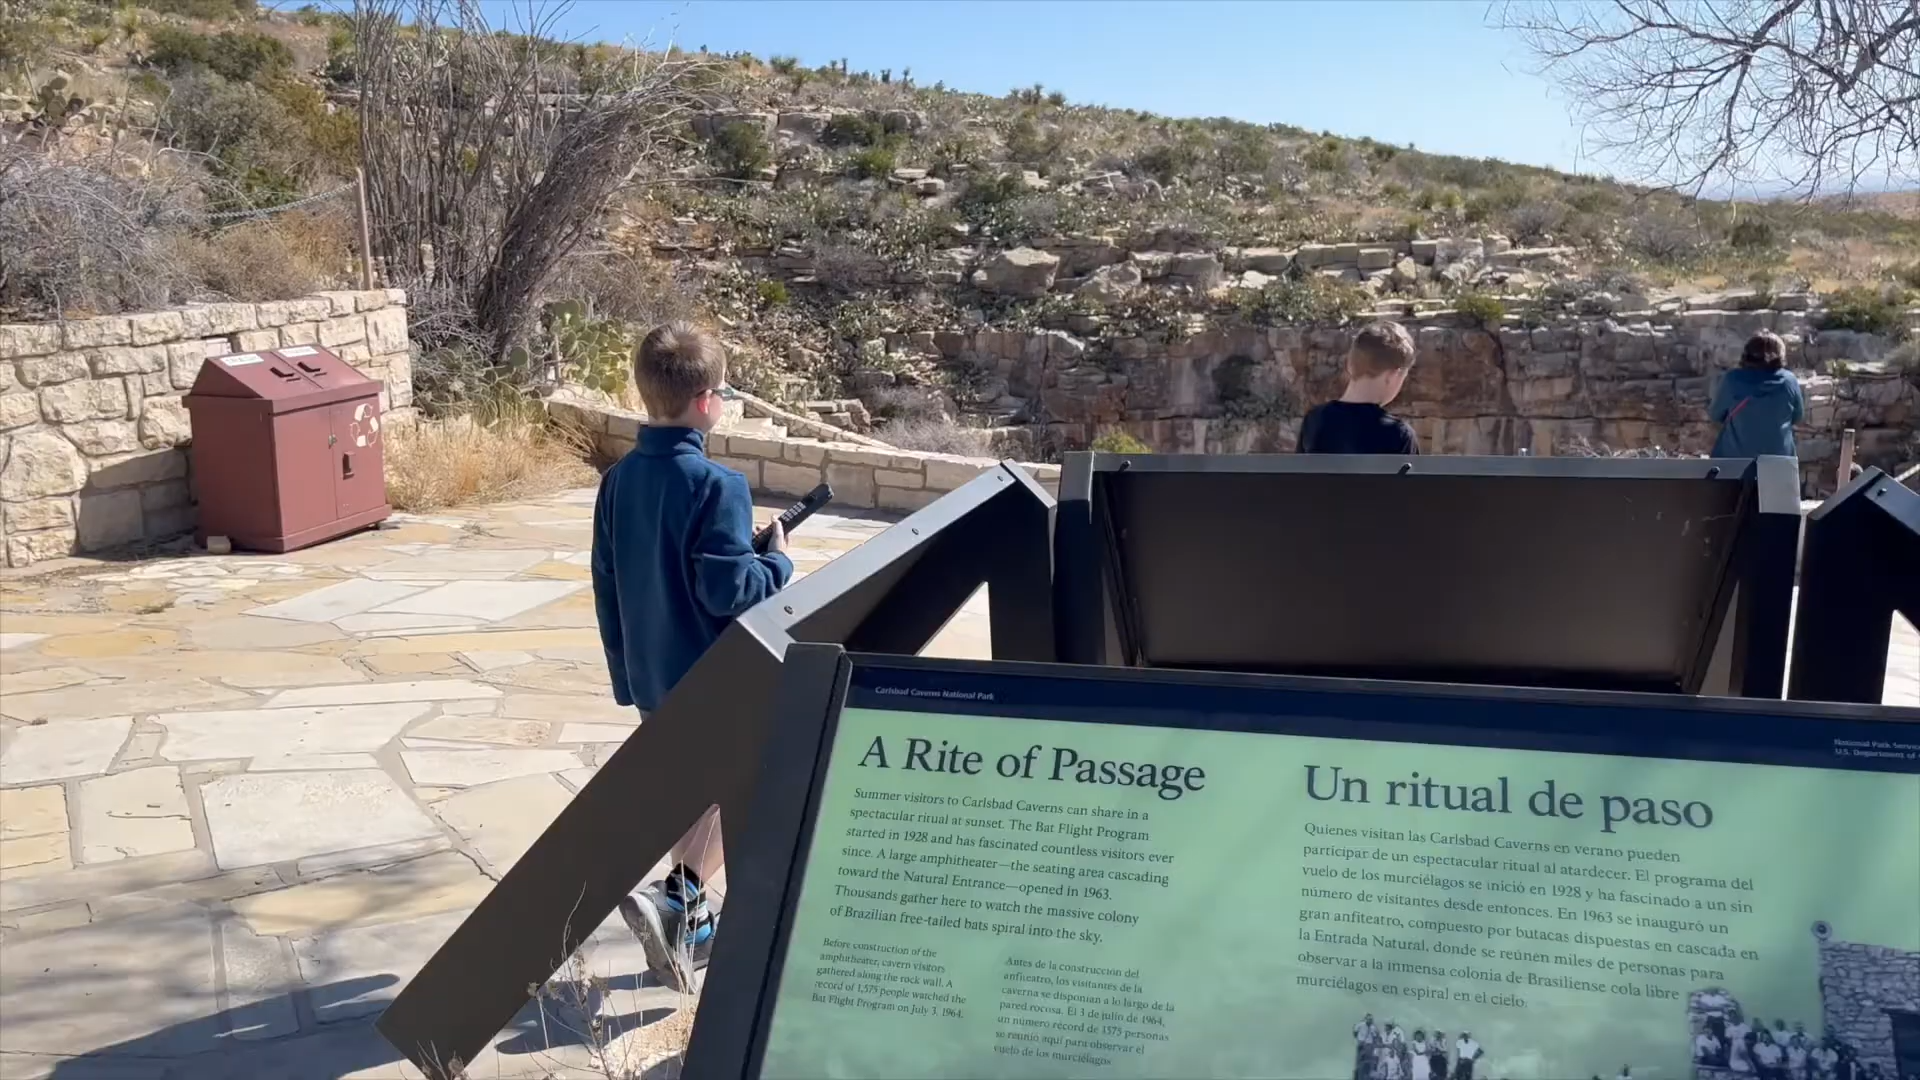 Carlsbad Caverns National Park
National Park Service
U.S. Department of
A Rite of Passage
Summer visitors to Carlsbad Caverns can share in a
spectacular ritual at sunset. The Bat Flight Program
started in 1928 and has fascinated countless visitors ever
since. A large amphitheater—the seating area cascading
toward the Natural Entrance—opened in 1963.
Thousands gather here to watch the massive colony
of Brazilian free-tailed bats spiral into the sky.
Before construction of the
amphitheater, cavern visitors
gathered along the rock wall. A
record of 1,575 people watched the
Bat Flight Program on July 3, 1964.
Antes de la construcción del
anfiteatro, los visitantes de la
caverna se disponían a lo largo de la
pared rocosa. El 3 de julio de 1964,
un número récord de 1575 personas
se reunió aquí para observar el
vuelo de los murciélagos
Un ritual de paso
Quienes visitan las Carlsbad Caverns en verano pueden
participar de un espectacular ritual al atardecer. El programa del
vuelo de los murciélagos se inició en 1928 y ha fascinado a un sin
número de visitantes desde entonces. En 1963 se inauguró un
gran anfiteatro, compuesto por butacas dispuestas en cascada en
la Entrada Natural, donde se reúnen miles de personas para
observar a la inmensa colonia de Brasiliense cola libre
murciélagos en espiral en el cielo.